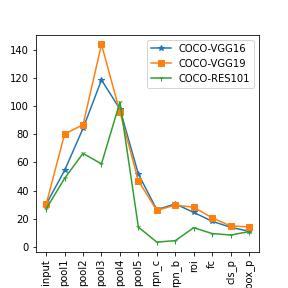 COCO-VGG16
COCO-VGG19
COCO-RES101
140
120
100
80
60
40
20
0
input
pool1
pool2
pool3
pool4
pool5
rpn_c
rpn_b
roi
fc
cls_p